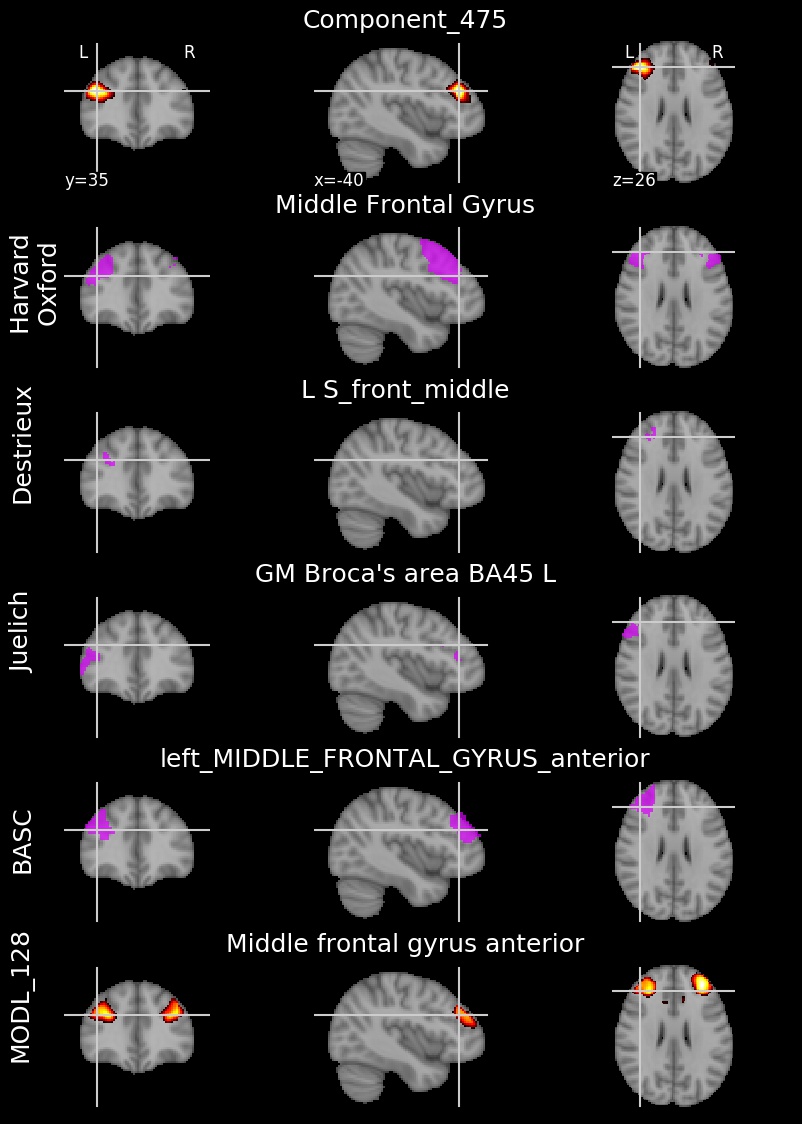 Component_475
L R
L R
y=35
x=-40
z=26
Middle Frontal Gyrus
Harvard
Oxford
L S_front_middle
Destrieux
GM Broca's area BA45 L
Juelich
left_MIDDLE_FRONTAL_GYRUS_anterior
BASC
Middle frontal gyrus anterior
MODL_128